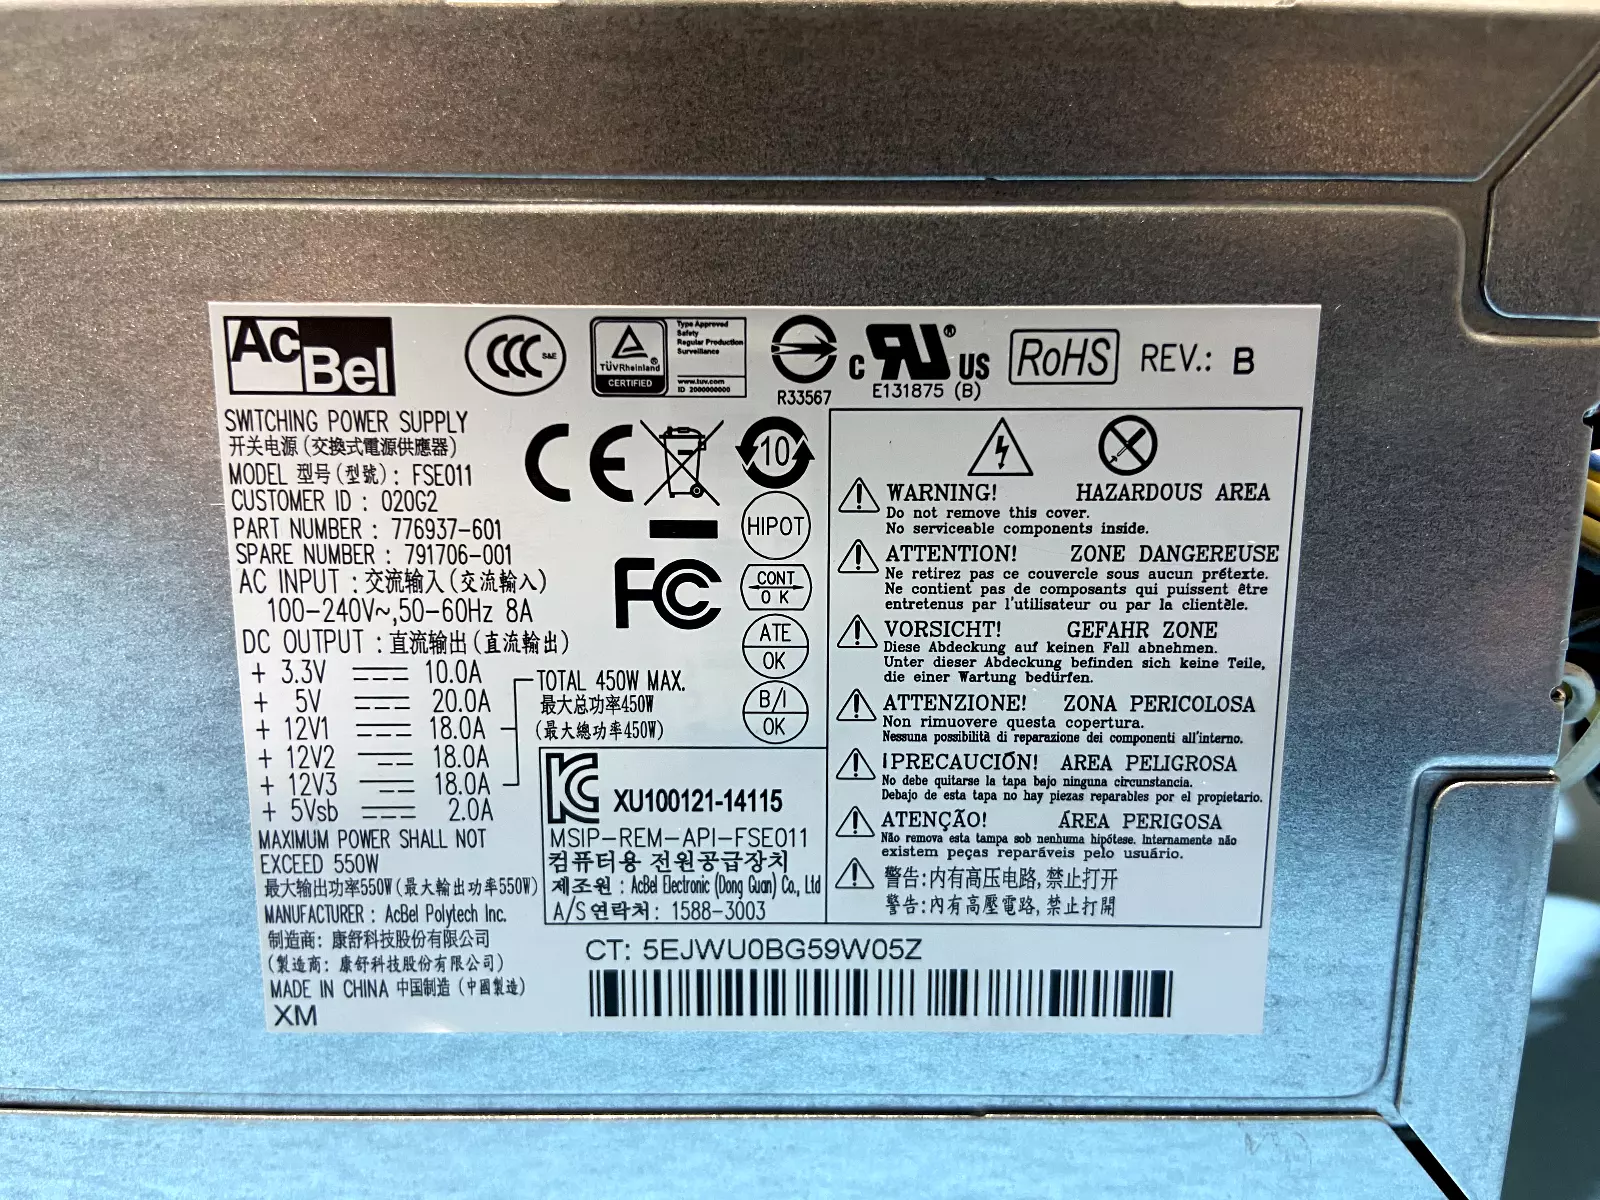 AcBel
CCC S&E
TÜVRheinland®
CERTIFIED
Type Approved
Safety
Regular Production
Surveillance
www.tuv.com
ID 2000000000
R33567
c RU® US
E131875 (B)
RoHS
REV.: B
SWITCHING POWER SUPPLY
开关电源 (交換式電源供應器)
MODEL 型号(型號): FSE011
CUSTOMER ID : 020G2
PART NUMBER : 776937-601
SPARE NUMBER : 791706-001
AC INPUT : 交流输入(交流輸入)
100-240V~,50-60Hz 8A
DC OUTPUT : 直流输出(直流輸出)
+ 3.3V 10.0A
+ 5V 20.0A
+ 12V1 18.0A
+ 12V2 18.0A
+ 12V3 18.0A
+ 5Vsb 2.0A
TOTAL 450W MAX.
最大总功率450W
(最大總功率450W)
MAXIMUM POWER SHALL NOT
EXCEED 550W
最大输出功率550W(最大輸出功率550W)
MANUFACTURER : AcBel Polytech Inc.
制造商: 康舒科技股份有限公司
(製造商: 康舒科技股份有限公司)
MADE IN CHINA 中国制造 (中國製造)
XM
CE
FC
10
HIPOT
CONT
OK
ATE
OK
B/I
OK
KC XU100121-14115
MSIP-REM-API-FSE011
컴퓨터용 전원공급장치
제조원 : AcBel Electronic (Dong Guan) Co., Ltd
A/S 연락처: 1588-3003
WARNING! HAZARDOUS AREA
Do not remove this cover.
No serviceable components inside.
ATTENTION! ZONE DANGEREUSE
Ne retirez pas ce couvercle sous aucun prétexte.
Ne contient pas de composants qui puissent être
entretenus par l'utilisateur ou par la clientèle.
VORSICHT! GEFAHR ZONE
Diese Abdeckung auf keinen Fall abnehmen.
Unter dieser Abdeckung befinden sich keine Teile,
die einer Wartung bedürfen.
ATTENZIONE! ZONA PERICOLOSA
Non rimuovere questa copertura.
Nessuna possibilità di reparazione dei componenti all'interno.
¡PRECAUCIÓN! AREA PELIGROSA
No debe quitarse la tapa bajo ninguna circunstancia.
Debajo de esta tapa no hay piezas reparables por el propietario.
ATENÇÃO! ÁREA PERIGOSA
Não remova esta tampa sob nenhuma hipótese. Internamente não
existem peças reparáveis pelo usuário.
警告:内有高压电路,禁止打开
警告:內有高壓電路,禁止打開
CT: 5EJWU0BG59W05Z